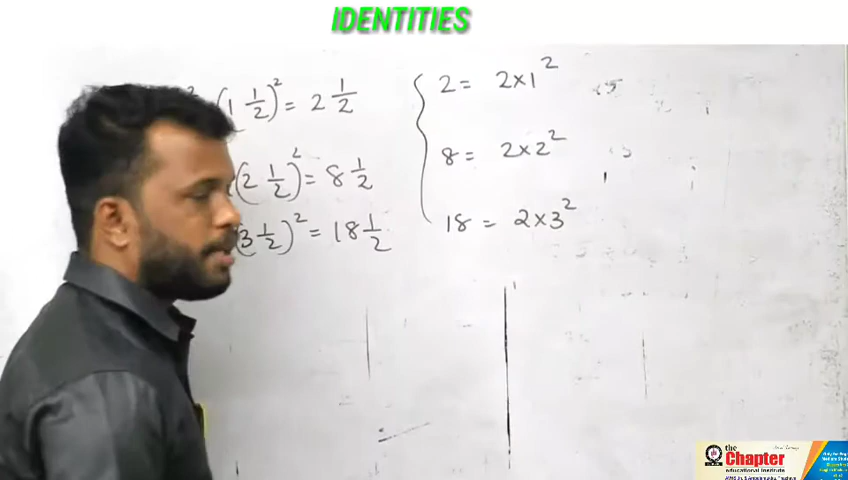 IDENTITIES
(1 1/2)² = 2 1/2
2 = 2×1²
(2 1/2)² = 8 1/2
8 = 2×2²
3 1/2)² = 18 1/2
18 = 2×3²
the
Chapter
educational institute